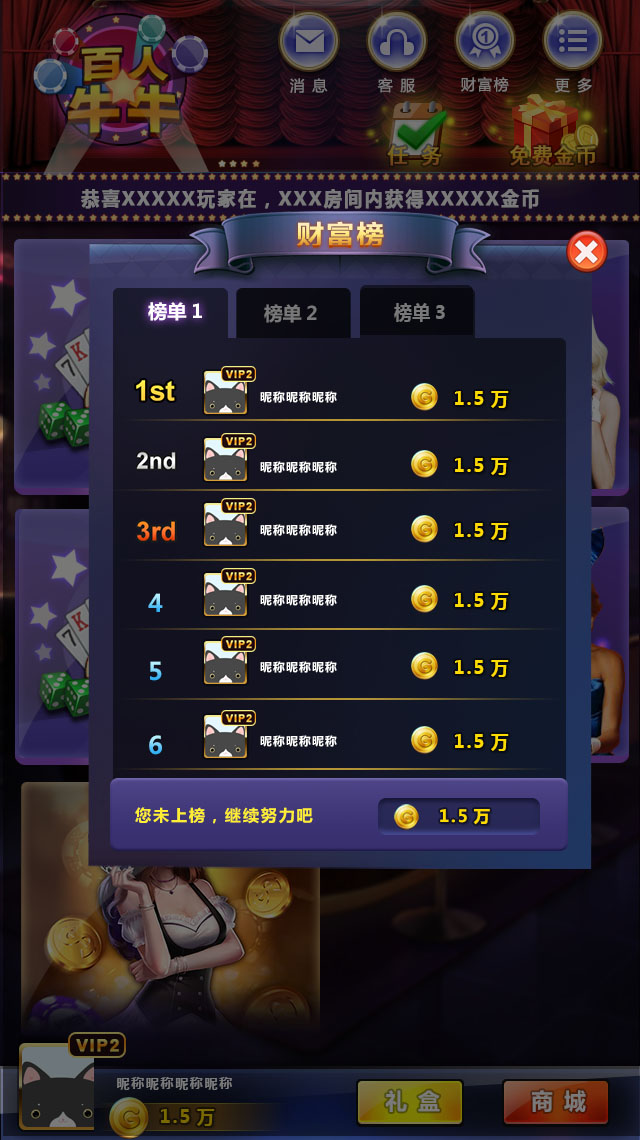 百人
牛牛
消息
客服
财富榜
更多
任务
免费金币
恭喜XXXXX玩家在，XXX房间内获得XXXXX金币
财富榜
榜单1
榜单2
榜单3
1st VIP2 昵称昵称昵称 1.5万
2nd VIP2 昵称昵称昵称 1.5万
3rd VIP2 昵称昵称昵称 1.5万
4 VIP2 昵称昵称昵称 1.5万
5 VIP2 昵称昵称昵称 1.5万
6 VIP2 昵称昵称昵称 1.5万
您未上榜，继续努力吧 1.5万
VIP2
昵称昵称昵称昵称
1.5万
礼盒
商城